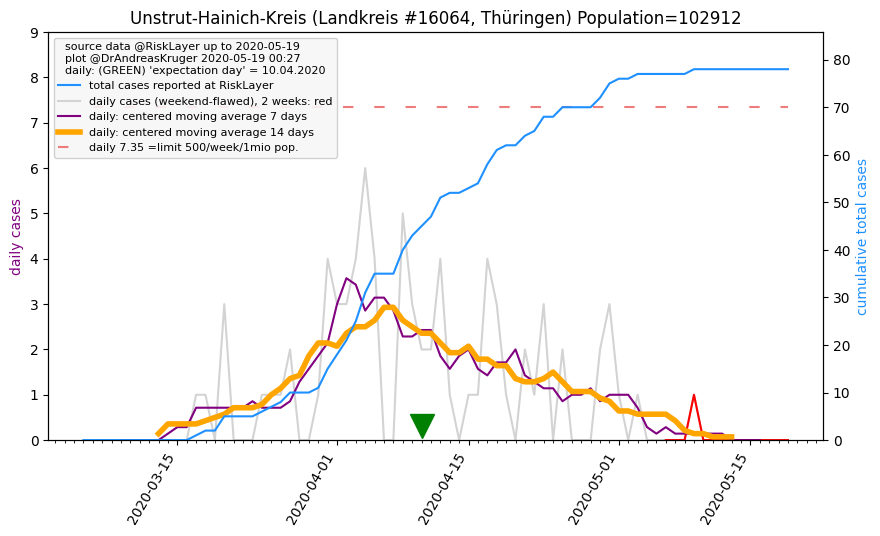 Unstrut-Hainich-Kreis (Landkreis #16064, Thüringen) Population=102912
source data @RiskLayer up to 2020-05-19
plot @DrAndreasKruger 2020-05-19 00:27
daily: (GREEN) 'expectation day' = 10.04.2020
total cases reported at RiskLayer
daily cases (weekend-flawed), 2 weeks: red
daily: centered moving average 7 days
daily: centered moving average 14 days
daily 7.35 =limit 500/week/1mio pop.
daily cases
9
8
7
6
5
4
3
2
1
0
80
70
60
50
40
30
20
10
0
cumulative total cases
2020-03-15
2020-04-01
2020-04-15
2020-05-01
2020-05-15